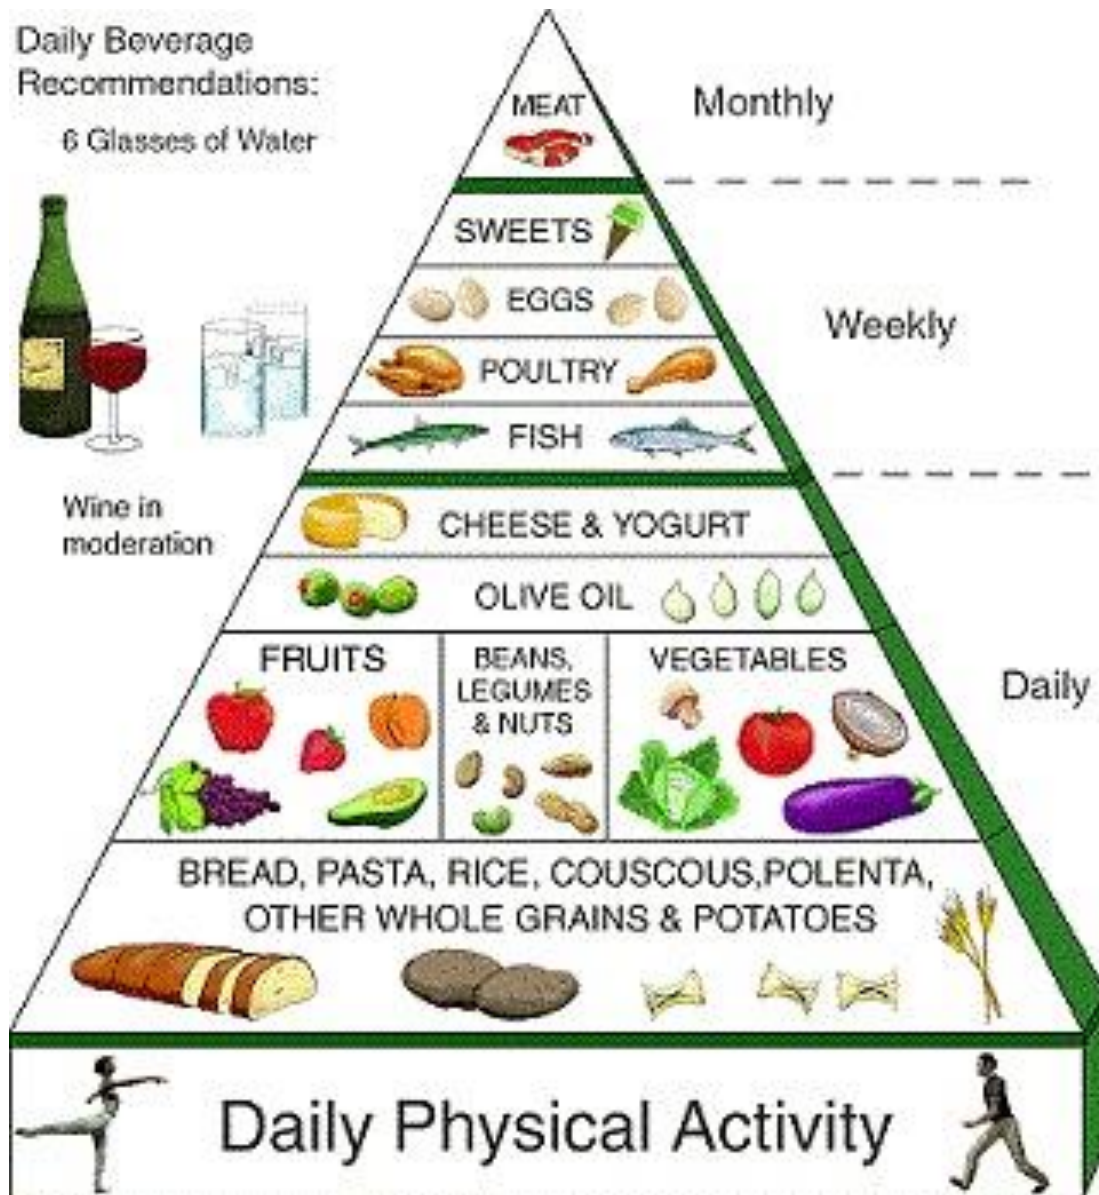 Daily Beverage
Recommendations:
6 Glasses of Water
Wine in
moderation
MEAT
Monthly
SWEETS
EGGS
POULTRY
FISH
Weekly
CHEESE & YOGURT
OLIVE OIL
FRUITS
BEANS,
LEGUMES
& NUTS
VEGETABLES
Daily
BREAD, PASTA, RICE, COUSCOUS,POLENTA,
OTHER WHOLE GRAINS & POTATOES
Daily Physical Activity